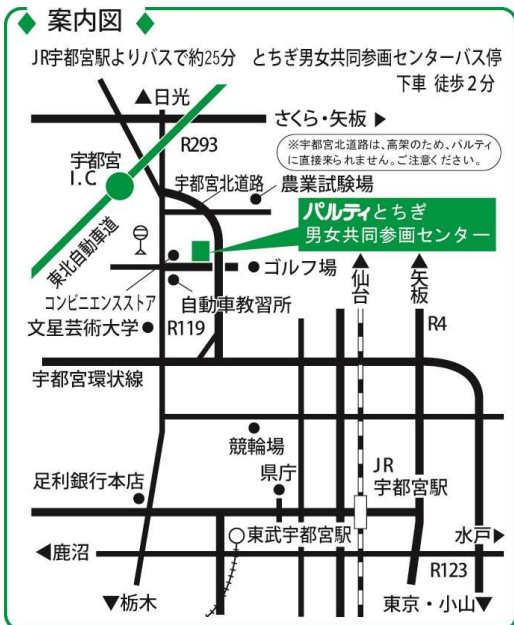 案内図
JR宇都宮駅よりバスで約25分 とちぎ男女共同参画センターバス停
下車 徒歩2分
▲日光
さくら・矢板▶
R293
※宇都宮北道路は、高架のため、パルティ
に直接来られません。ご注意ください。
宇都宮
I.C
宇都宮北道路
農業試験場
パルティとちぎ
男女共同参画センター
東北自動車道
ゴルフ場
▲仙台
▲矢板
コンビニエンスストア
自動車教習所
文星芸術大学
R119
R4
宇都宮環状線
競輪場
足利銀行本店
県庁
JR
宇都宮駅
東武宇都宮駅
水戸▶
◀鹿沼
R123
▼栃木
東京・小山▼